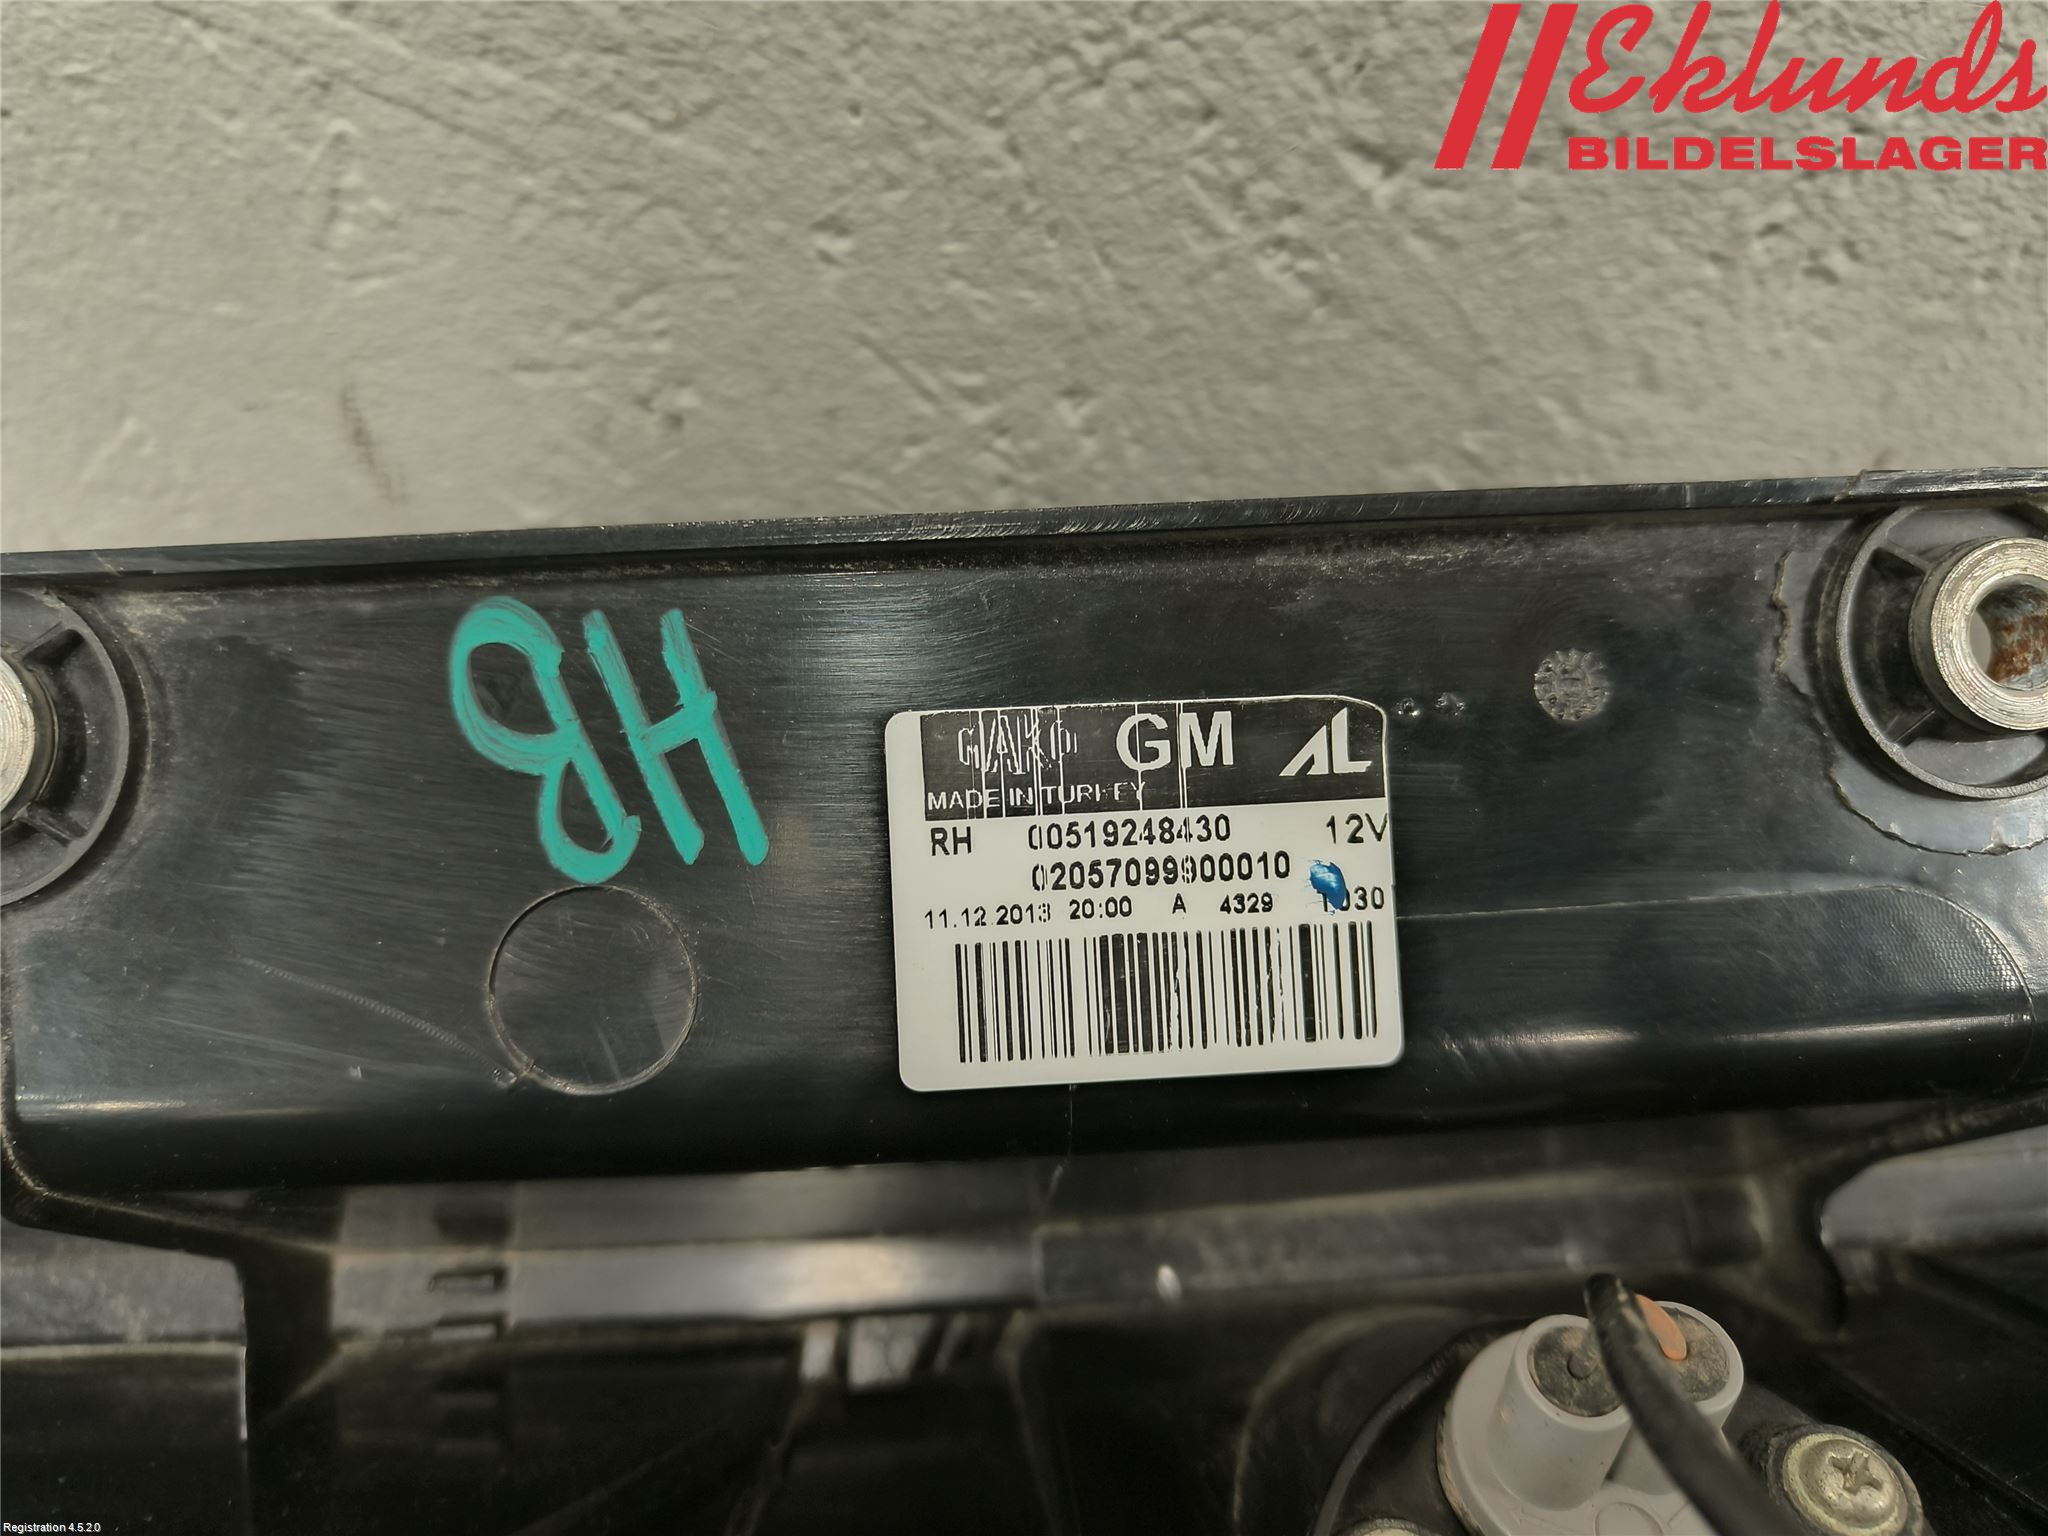 Eklunds
BILDELSLAGER
HB
GM AL
MADE IN TURKEY
RH 00519248430 12V
02057099900010
11.12.2013 20:00 A 4329 1030
Registration 4.5.2.0